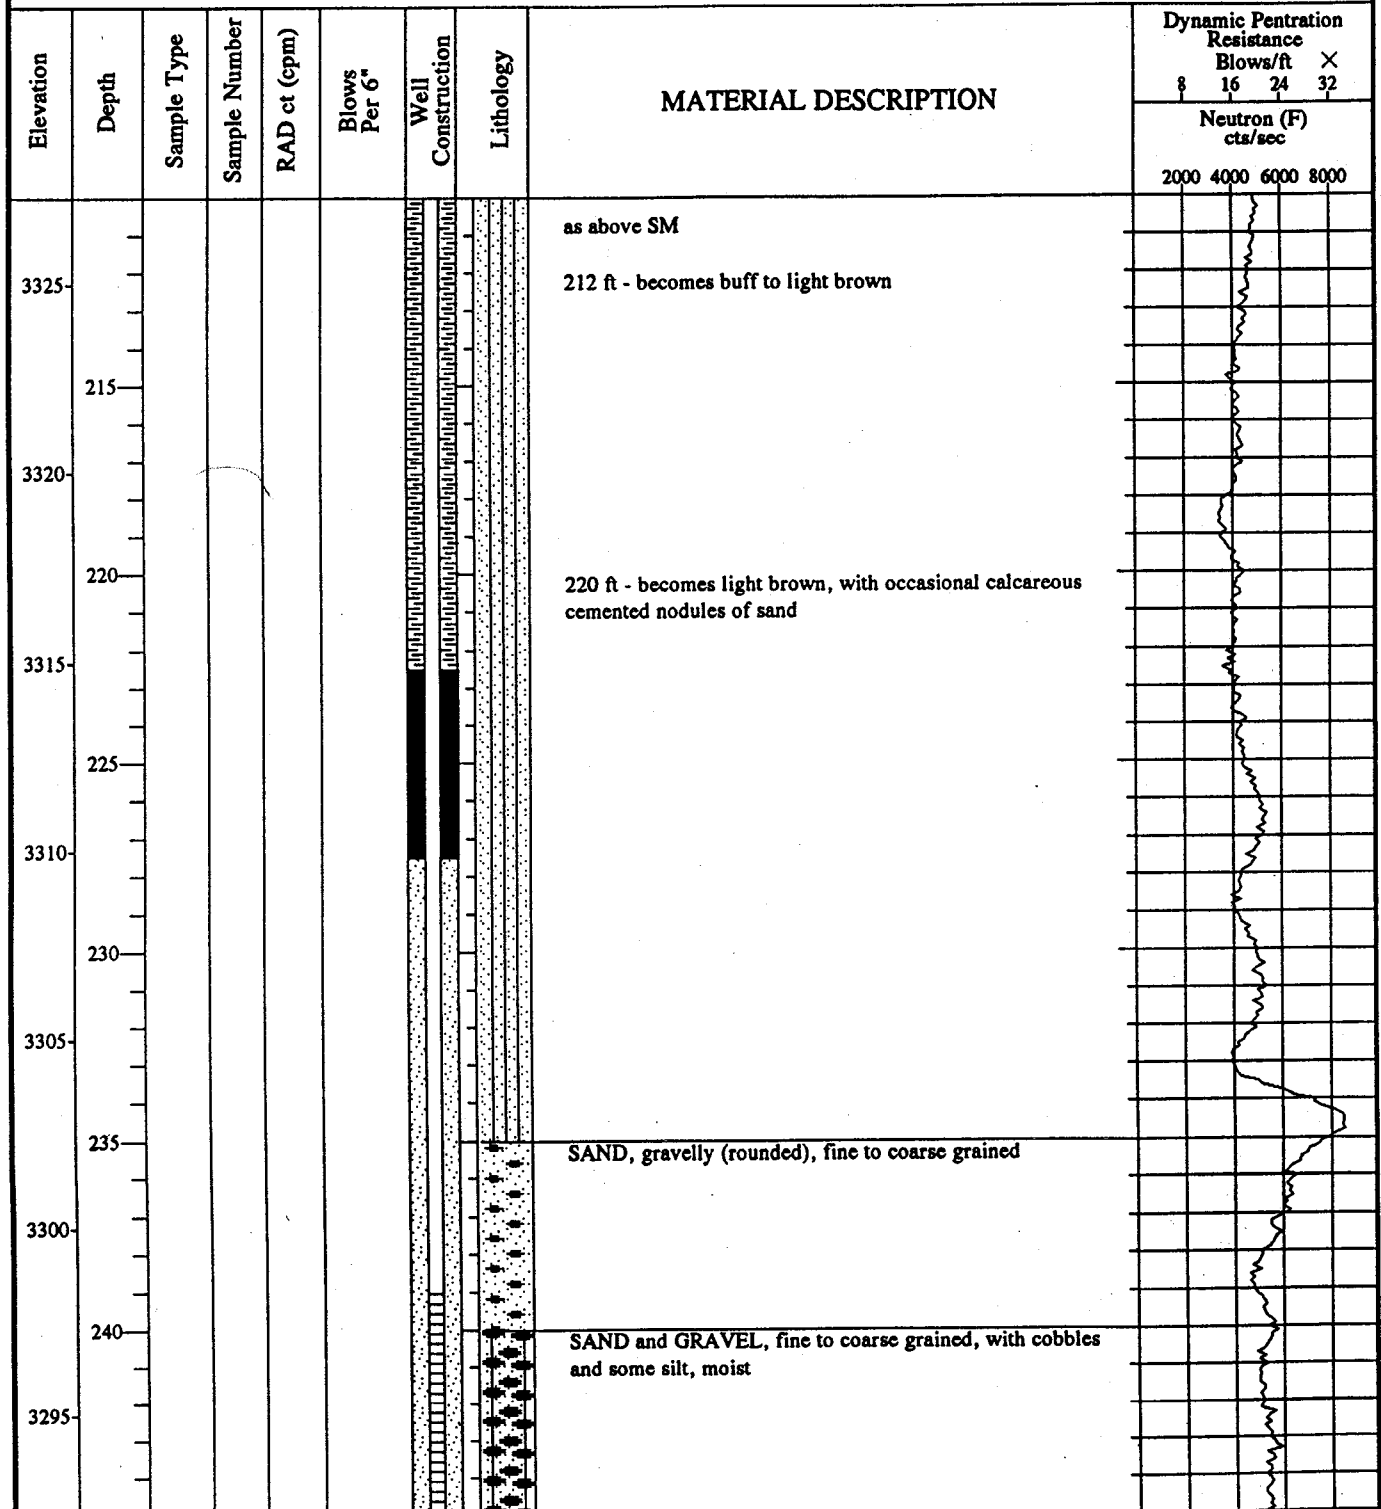 Elevation
Depth
Sample Type
Sample Number
RAD ct (cpm)
Blows
Per 6"
Well
Construction
Lithology
MATERIAL DESCRIPTION
Dynamic Pentration
Resistance
Blows/ft X
8 16 24 32
Neutron (F)
cts/sec
2000 4000 6000 8000
as above SM
3325
212 ft - becomes buff to light brown
215
3320
220
220 ft - becomes light brown, with occasional calcareous
cemented nodules of sand
3315
225
3310
230
3305
235
SAND, gravelly (rounded), fine to coarse grained
3300
240
SAND and GRAVEL, fine to coarse grained, with cobbles
and some silt, moist
3295